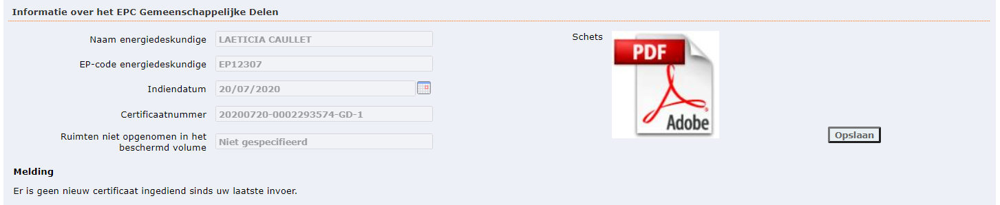 Informatie over het EPC Gemeenschappelijke Delen
Naam energiedeskundige LAETICIA CAULLET
EP-code energiedeskundige EP12307
Indiendatum 20/07/2020
Certificaatnummer 20200720-0002293574-GD-1
Ruimten niet opgenomen in het
beschermd volume Niet gespecifieerd
Schets
PDF
Adobe
Opslaan
Melding
Er is geen nieuw certificaat ingediend sinds uw laatste invoer.